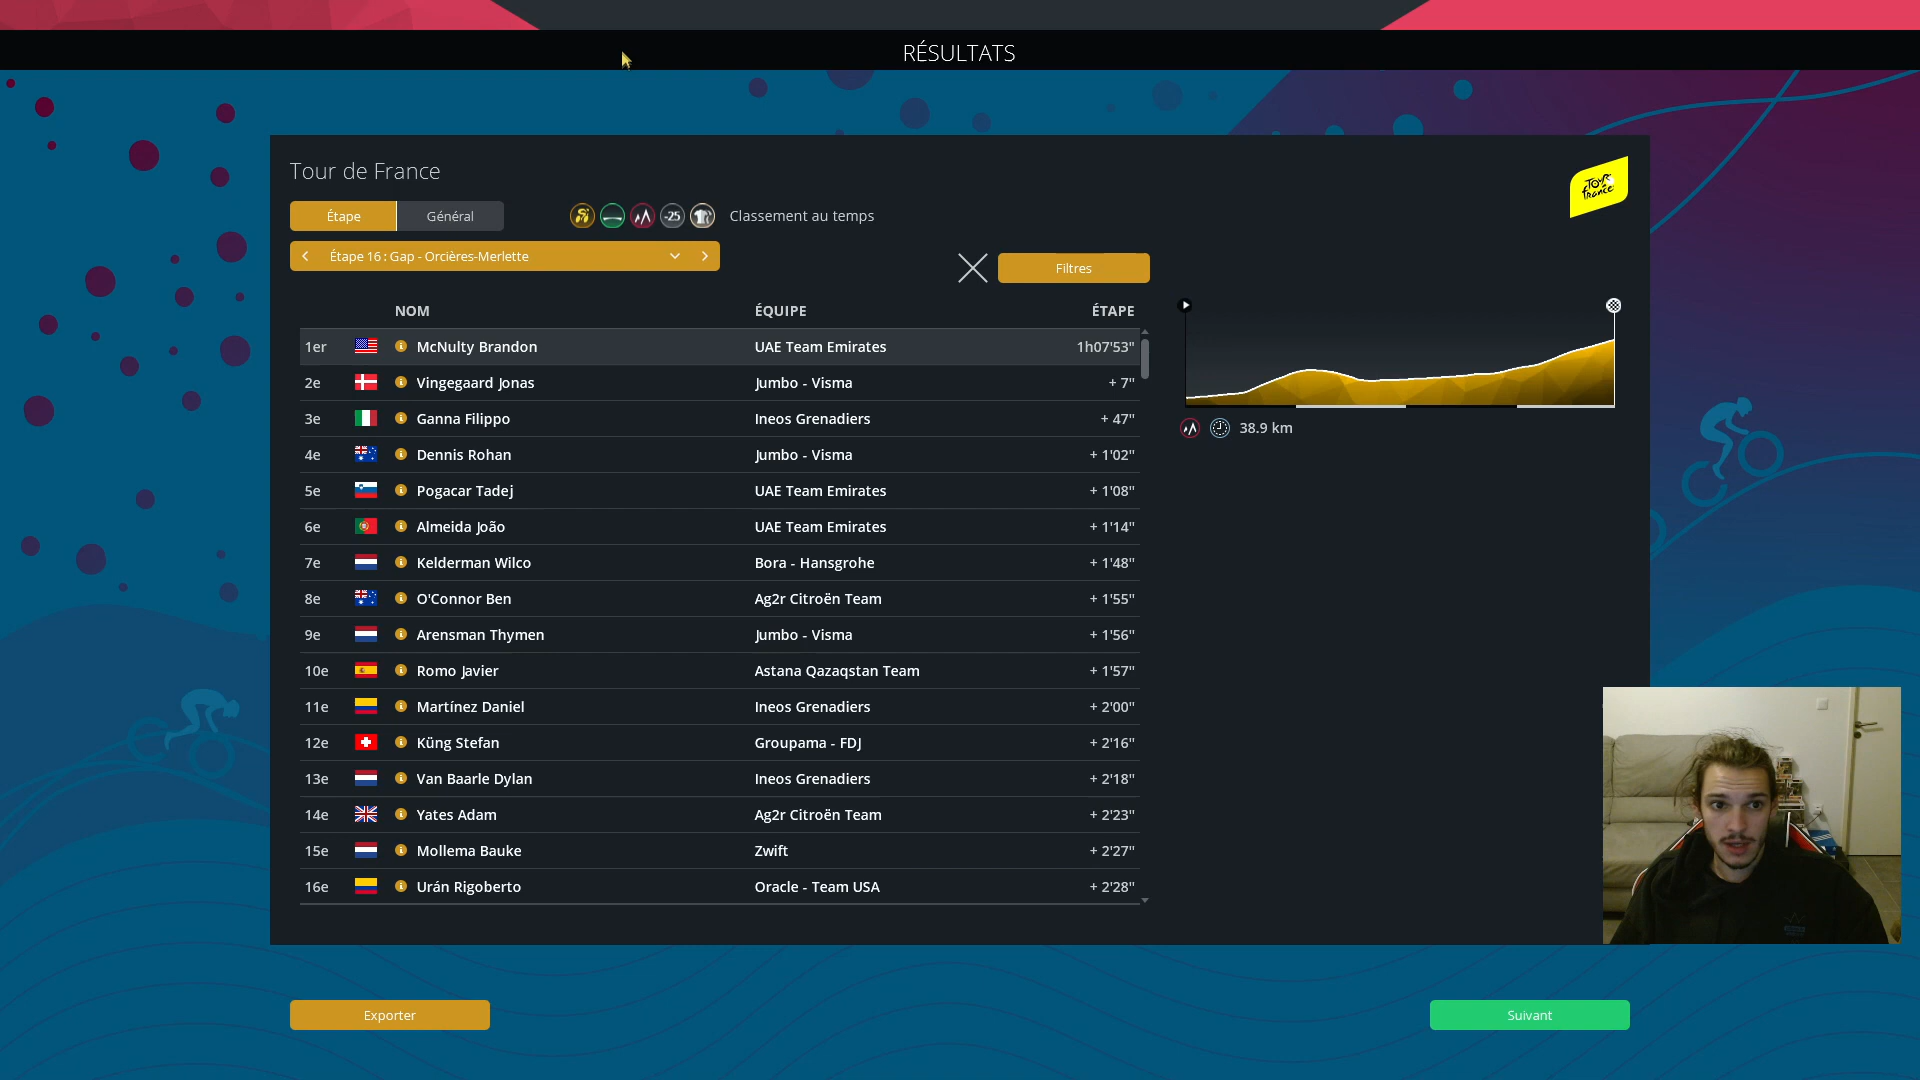 RÉSULTATS
Tour de France
TOUR de france
Étape Général -25 Classement au temps
Étape 16 : Gap - Orcières-Merlette
Filtres
NOM ÉQUIPE ÉTAPE
1er McNulty Brandon UAE Team Emirates 1h07'53"
2e Vingegaard Jonas Jumbo - Visma + 7"
3e Ganna Filippo Ineos Grenadiers + 47"
4e Dennis Rohan Jumbo - Visma + 1'02"
5e Pogacar Tadej UAE Team Emirates + 1'08"
6e Almeida João UAE Team Emirates + 1'14"
7e Kelderman Wilco Bora - Hansgrohe + 1'48"
8e O'Connor Ben Ag2r Citroën Team + 1'55"
9e Arensman Thymen Jumbo - Visma + 1'56"
10e Romo Javier Astana Qazaqstan Team + 1'57"
11e Martínez Daniel Ineos Grenadiers + 2'00"
12e Küng Stefan Groupama - FDJ + 2'16"
13e Van Baarle Dylan Ineos Grenadiers + 2'18"
14e Yates Adam Ag2r Citroën Team + 2'23"
15e Mollema Bauke Zwift + 2'27"
16e Urán Rigoberto Oracle - Team USA + 2'28"
38.9 km
Exporter
Suivant